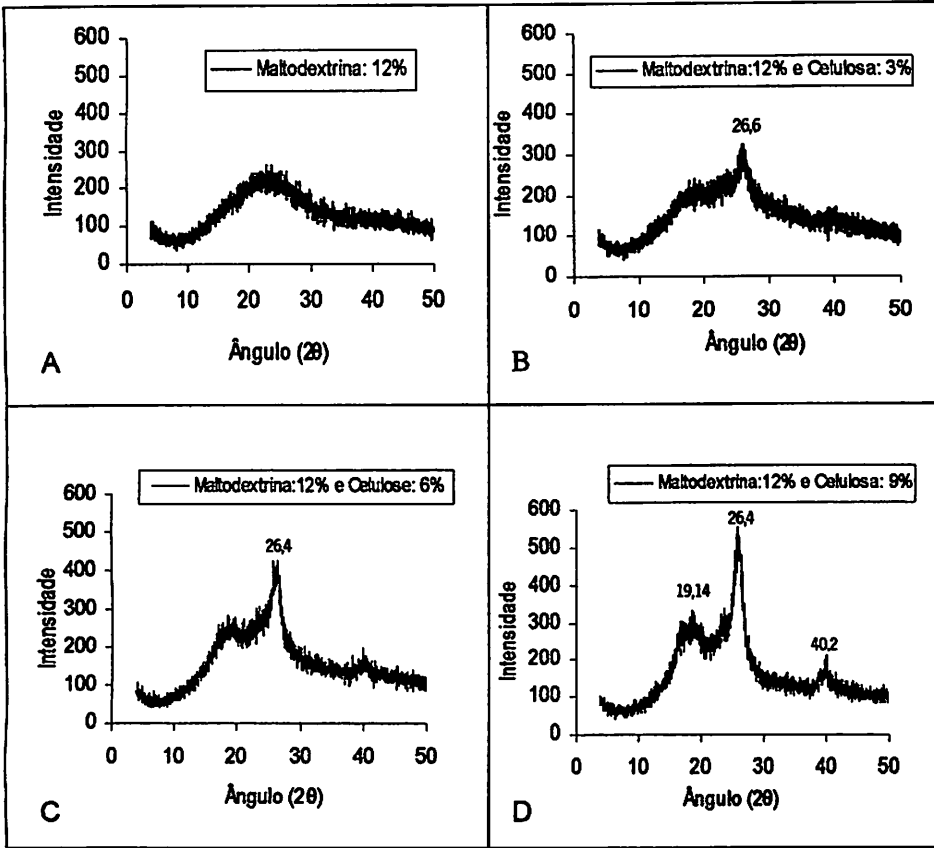 Maltodextrina: 12%
Intensidade
600
500
400
300
200
100
0
0 10 20 30 40 50
Ângulo (2θ)
A
Maltodextrina:12% e Celulosa: 3%
26,6
Intensidade
600
500
400
300
200
100
0
0 10 20 30 40 50
Ângulo (2θ)
B
Maltodextrina:12% e Celulose: 6%
26,4
Intensidade
600
500
400
300
200
100
0
0 10 20 30 40 50
Ângulo (2θ)
C
Maltodextrina:12% e Celulosa: 9%
26,4
19,14
40,2
Intensidade
600
500
400
300
200
100
0
0 10 20 30 40 50
Ângulo (2θ)
D